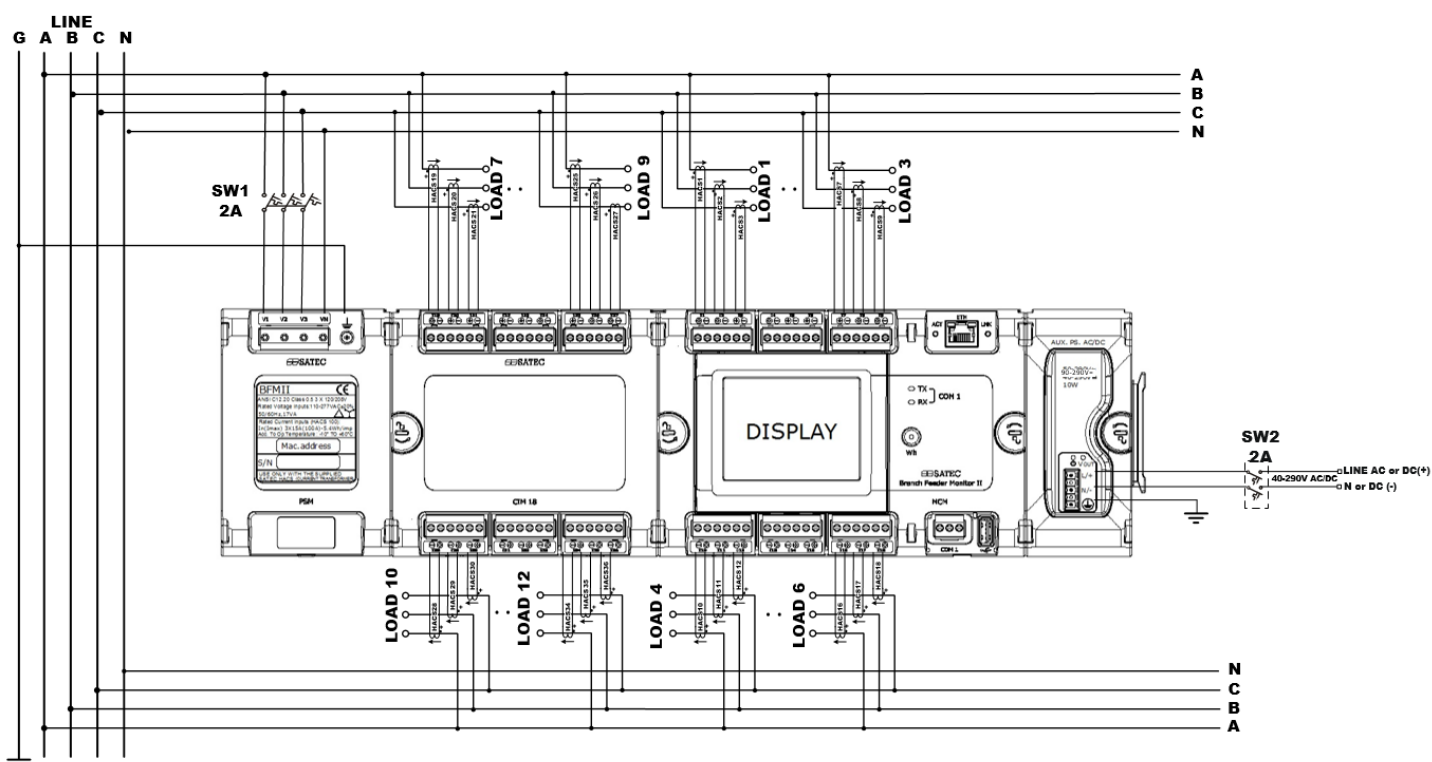 LINE
G A B C N
A
B
C
N
SW1
2A
LOAD 7
LOAD 9
LOAD 1
LOAD 3
HACS19
HACS20
HACS21
HACS25
HACS26
HACS27
HACS1
HACS2
HACS3
HACS7
HACS8
HACS9
V1 V2 V3 VN
ETH
ACT LNK
SATEC
SATEC
AUX. PS. AC/DC
10W
BFMII
Mac. address
S/N
DISPLAY
TX
RX
COM 1
SATEC
Branch Feeder Monitor II
V OUT
L/+
N/-
SW2
2A
LINE AC or DC(+)
40-290V AC/DC
N or DC (-)
PSM
CTM 18
MCM
COM 1
LOAD 10
LOAD 12
LOAD 4
LOAD 6
HACS28
HACS29
HACS30
HACS34
HACS35
HACS36
HACS10
HACS11
HACS12
HACS16
HACS17
HACS18
N
C
B
A